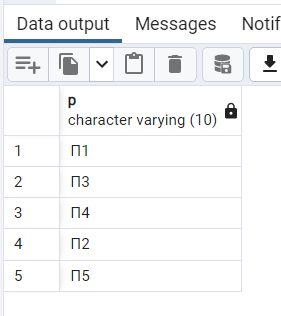 Data output Messages Notif
p
character varying (10)
1 П1
2 П3
3 П4
4 П2
5 П5